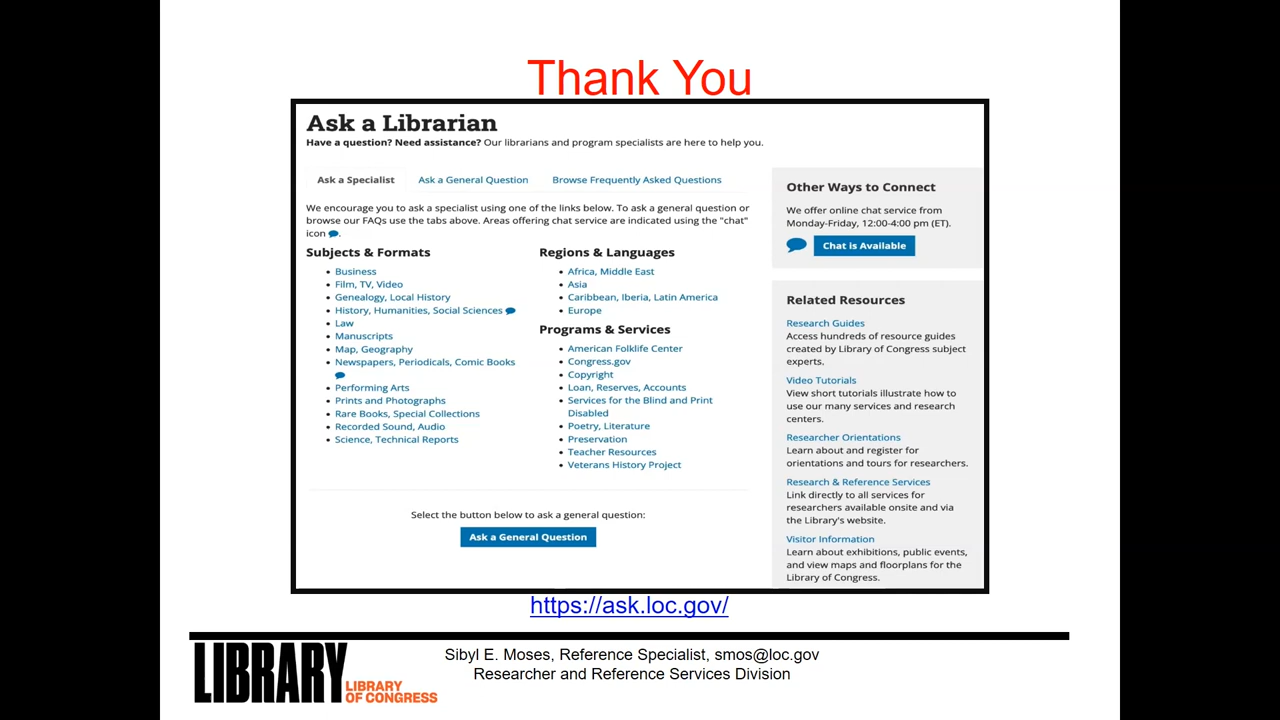 Thank You
Ask a Librarian
Have a question? Need assistance? Our librarians and program specialists are here to help you.
Ask a Specialist
Ask a General Question
Browse Frequently Asked Questions
We encourage you to ask a specialist using one of the links below. To ask a general question or
browse our FAQs use the tabs above. Areas offering chat service are indicated using the "chat"
icon .
Subjects & Formats
Business
Film, TV, Video
Genealogy, Local History
History, Humanities, Social Sciences
Law
Manuscripts
Map, Geography
Newspapers, Periodicals, Comic Books
Performing Arts
Prints and Photographs
Rare Books, Special Collections
Recorded Sound, Audio
Science, Technical Reports
Regions & Languages
Africa, Middle East
Asia
Caribbean, Iberia, Latin America
Europe
Programs & Services
American Folklife Center
Congress.gov
Copyright
Loan, Reserves, Accounts
Services for the Blind and Print
Disabled
Poetry, Literature
Preservation
Teacher Resources
Veterans History Project
Select the button below to ask a general question:
Ask a General Question
Other Ways to Connect
We offer online chat service from
Monday-Friday, 12:00-4:00 pm (ET).
Chat is Available
Related Resources
Research Guides
Access hundreds of resource guides
created by Library of Congress subject
experts.
Video Tutorials
View short tutorials illustrate how to
use our many services and research
centers.
Researcher Orientations
Learn about and register for
orientations and tours for researchers.
Research & Reference Services
Link directly to all services for
researchers available onsite and via
the Library's website.
Visitor Information
Learn about exhibitions, public events,
and view maps and floorplans for the
Library of Congress.
https://ask.loc.gov/
LIBRARY
LIBRARY
OF CONGRESS
Sibyl E. Moses, Reference Specialist, smos@loc.gov
Researcher and Reference Services Division